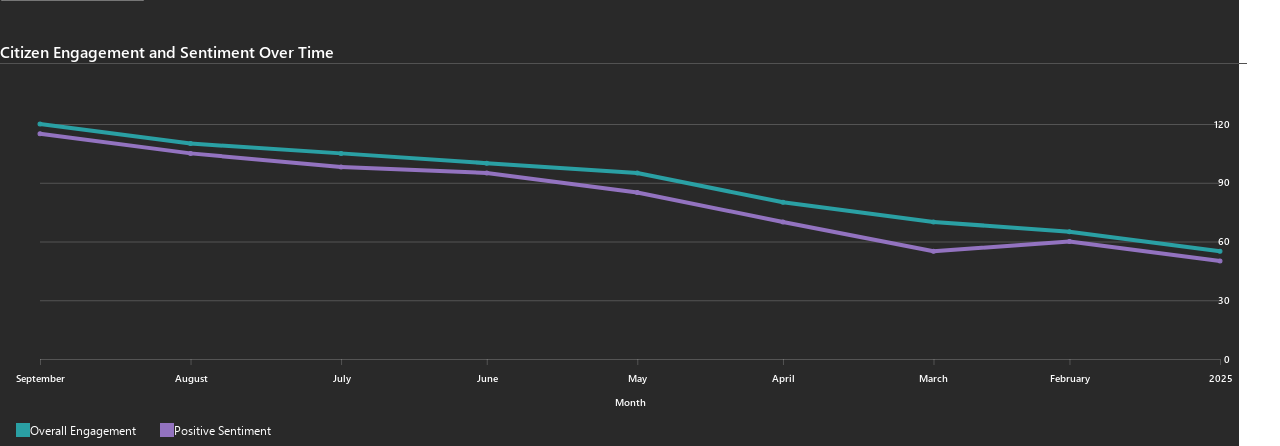 Citizen Engagement and Sentiment Over Time
120
90
60
30
0
September August July June May April March February 2025
Month
Overall Engagement Positive Sentiment